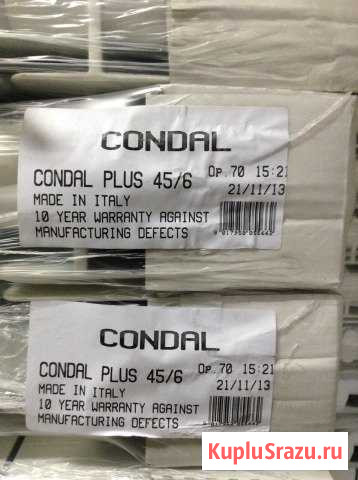 CONDAL
CONDAL PLUS 45/6 Op.70 15:21
MADE IN ITALY 21/11/13
10 YEAR WARRANTY AGAINST
MANUFACTURING DEFECTS
CONDAL
CONDAL PLUS 45/6 Op.70 15:21
MADE IN ITALY 21/11/13
10 YEAR WARRANTY AGAINST
MANUFACTURING DEFECTS
KupluSrazu.ru